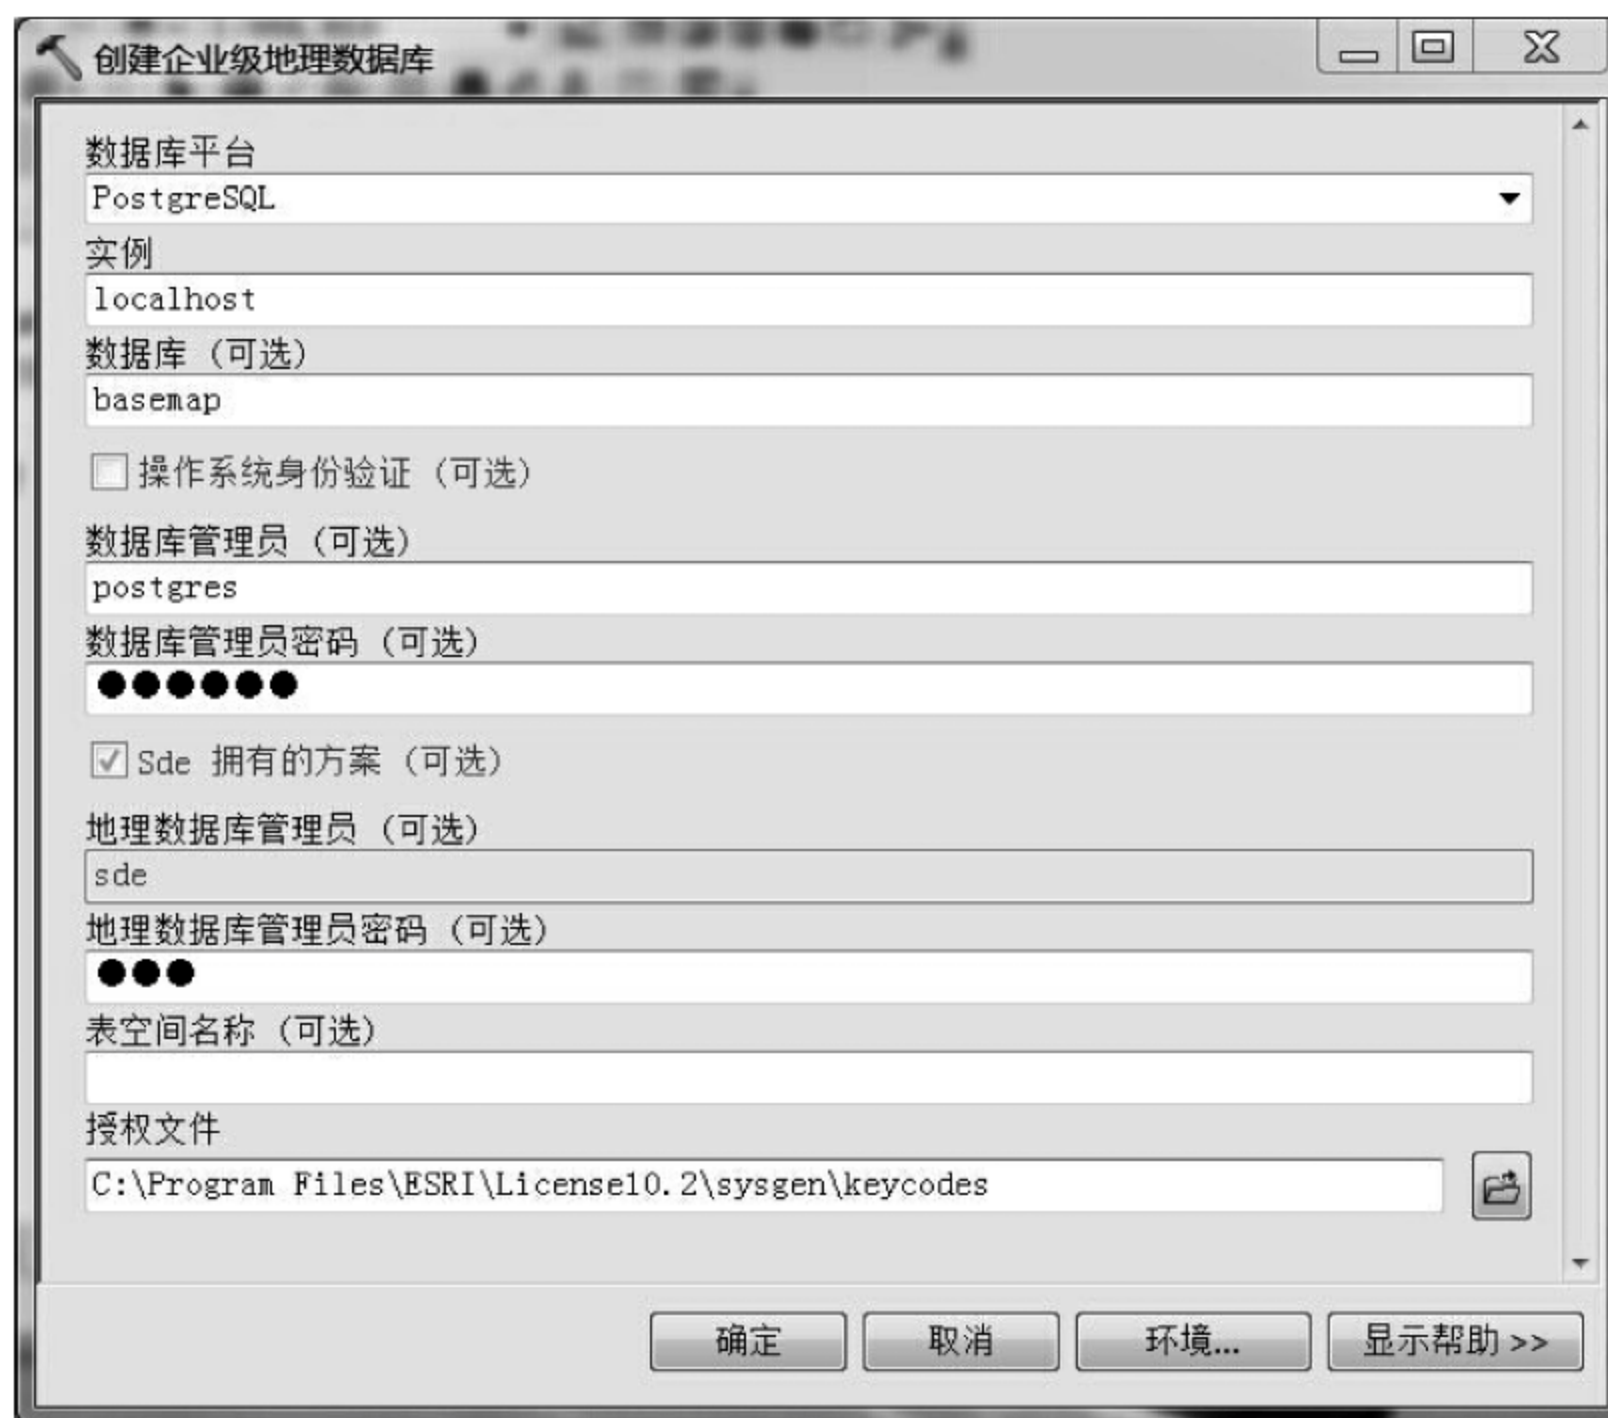 创建企业级地理数据库
数据库平台
PostgreSQL
实例
localhost
数据库 (可选)
basemap
操作系统身份验证 (可选)
数据库管理员 (可选)
postgres
数据库管理员密码 (可选)
●●●●●●
Sde 拥有的方案 (可选)
地理数据库管理员 (可选)
sde
地理数据库管理员密码 (可选)
●●●
表空间名称 (可选)
授权文件
C:\Program Files\ESRI\License10.2\sysgen\keycodes
确定 取消 环境... 显示帮助 >>